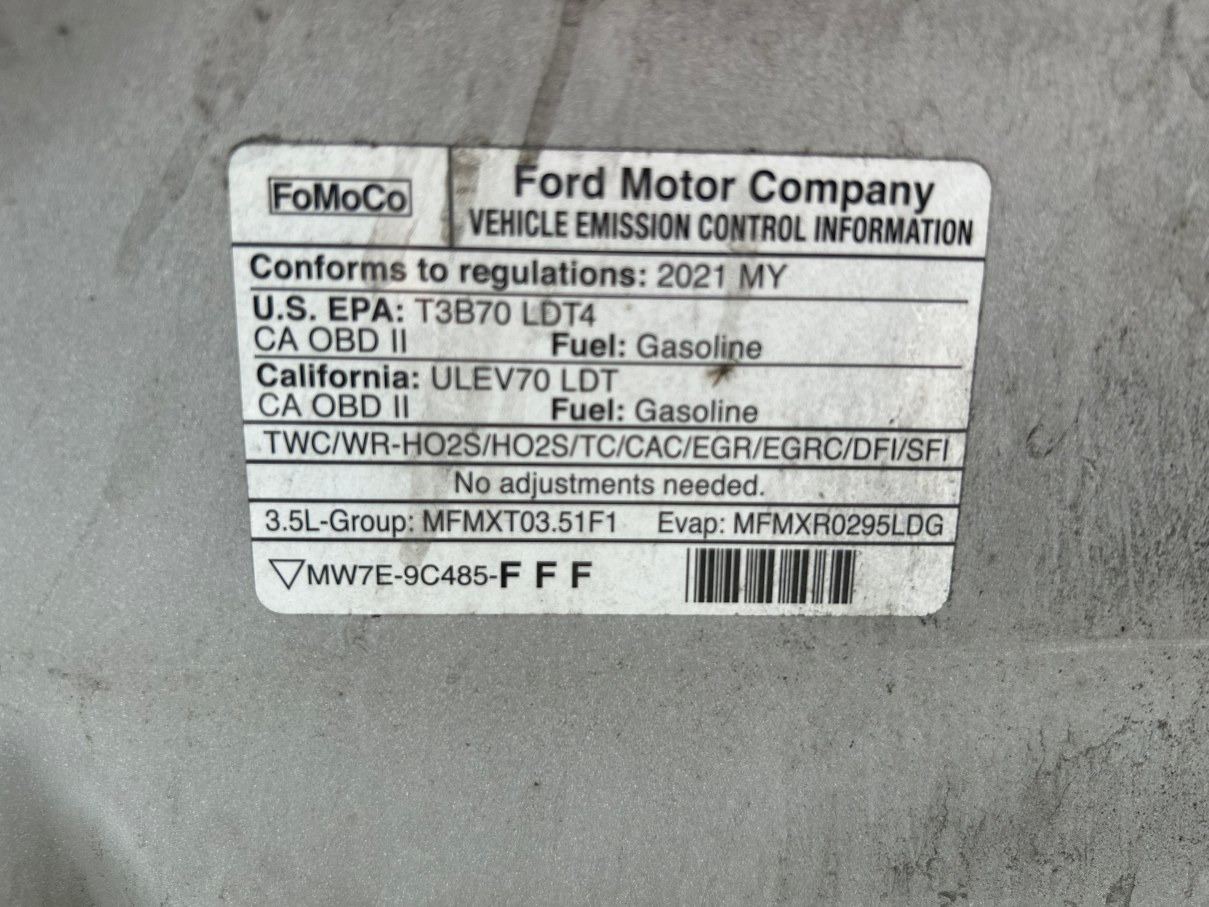 FoMoCo
Ford Motor Company
VEHICLE EMISSION CONTROL INFORMATION
Conforms to regulations: 2021 MY
U.S. EPA: T3B70 LDT4
CA OBD II Fuel: Gasoline
California: ULEV70 LDT
CA OBD II Fuel: Gasoline
TWC/WR-HO2S/HO2S/TC/CAC/EGR/EGRC/DFI/SFI
No adjustments needed.
3.5L-Group: MFMXT03.51F1 Evap: MFMXR0295LDG
MW7E-9C485-F F F